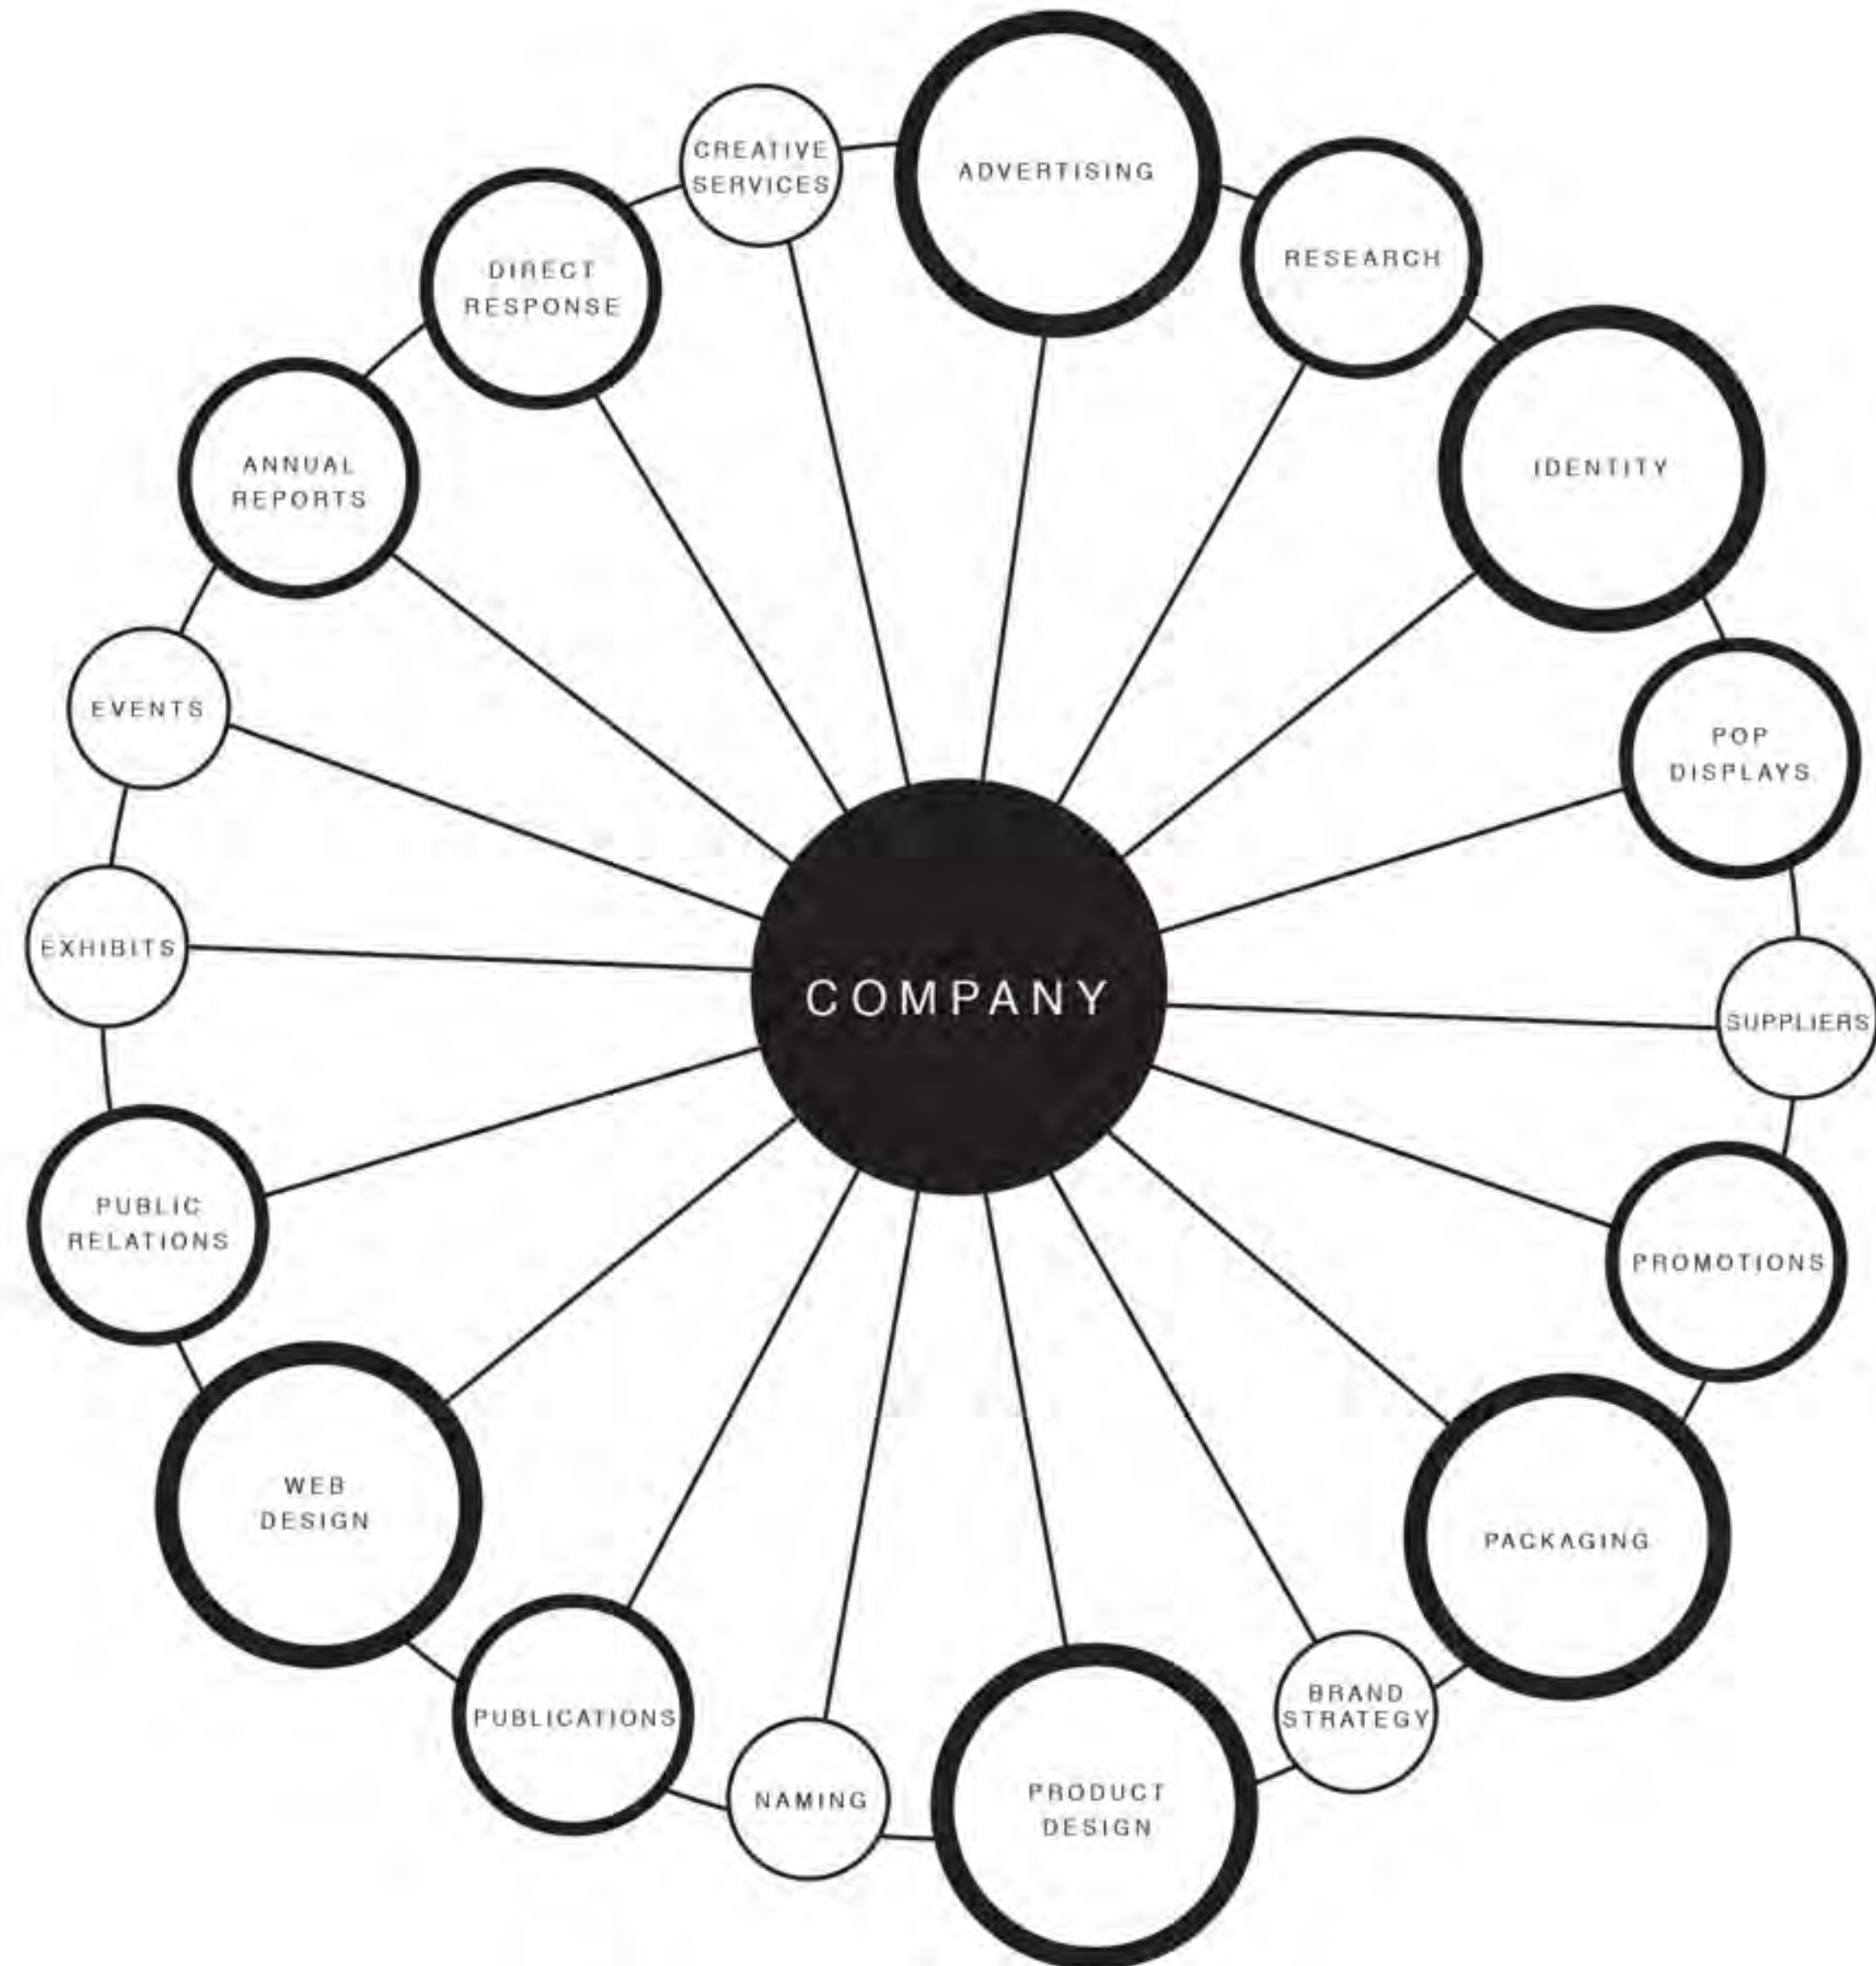 CREATIVE
SERVICES
ADVERTISING
RESEARCH
DIRECT
RESPONSE
IDENTITY
ANNUAL
REPORTS
POP
DISPLAYS
EVENTS
EXHIBITS
COMPANY
SUPPLIERS
PUBLIC
RELATIONS
PROMOTIONS
WEB
DESIGN
PACKAGING
PUBLICATIONS
BRAND
STRATEGY
NAMING
PRODUCT
DESIGN